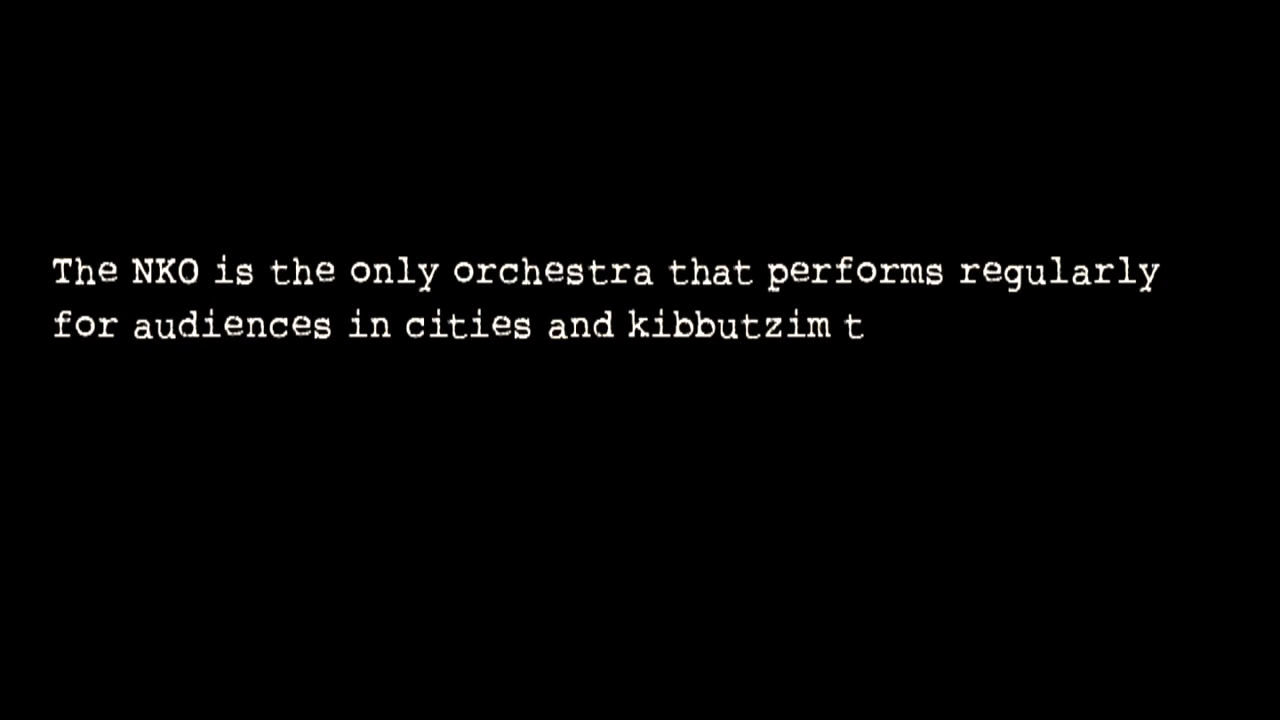 The NKO is the only orchestra that performs regularly
for audiences in cities and kibbutzim t